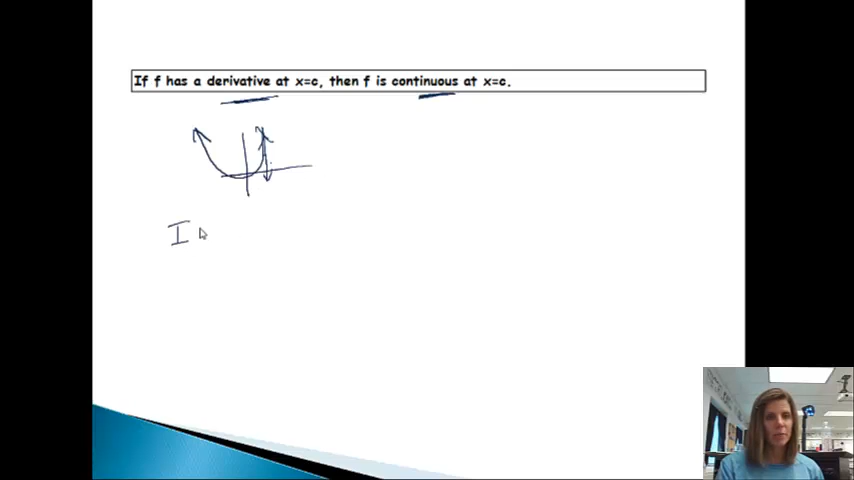 If f has a derivative at x=c, then f is continuous at x=c.
I